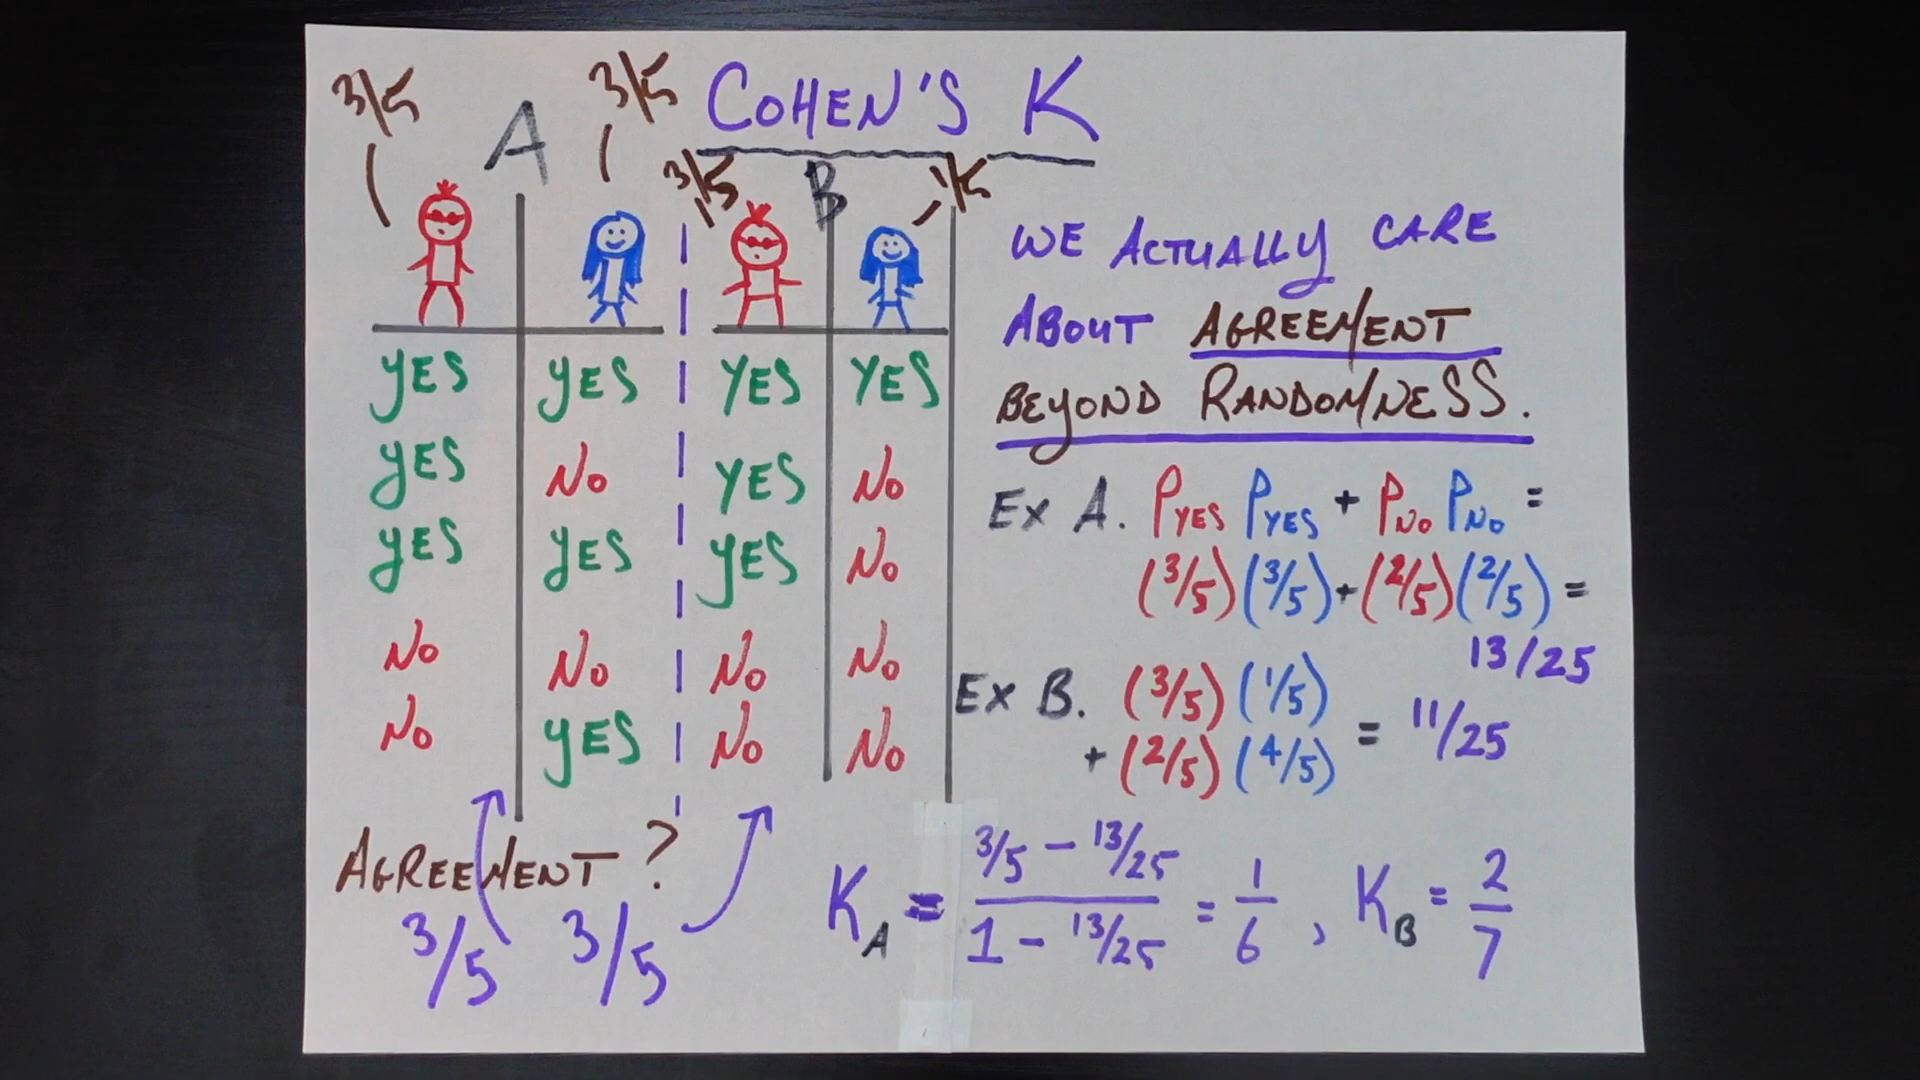 COHEN'S K
3/5 A 3/5
3/5 B 1/5
YES YES YES YES
YES NO YES NO
YES YES YES NO
NO NO NO NO
NO YES NO NO
AGREEMENT?
3/5 3/5
WE ACTUALLY CARE
ABOUT AGREEMENT
BEYOND RANDOMNESS.
EX A. PYES PYES + PNO PNO =
(3/5)(3/5)+(2/5)(2/5) =
13/25
EX B. (3/5)(1/5)
+(2/5)(4/5) = 11/25
KA = 3/5 - 13/25 / 1 - 13/25 = 1/6, KB = 2/7